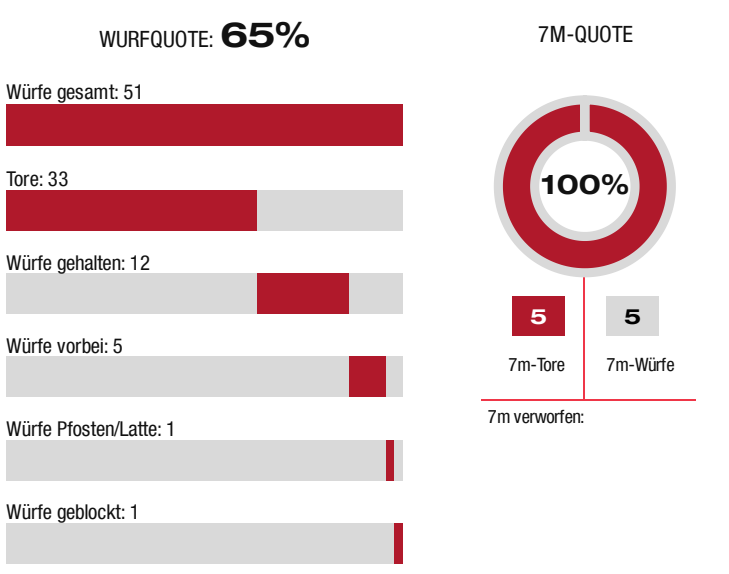 WURFQUOTE: 65%
Würfe gesamt: 51
Tore: 33
Würfe gehalten: 12
Würfe vorbei: 5
Würfe Pfosten/Latte: 1
Würfe geblockt: 1
7M-QUOTE
100%
5 5
7m-Tore 7m-Würfe
7m verworfen: